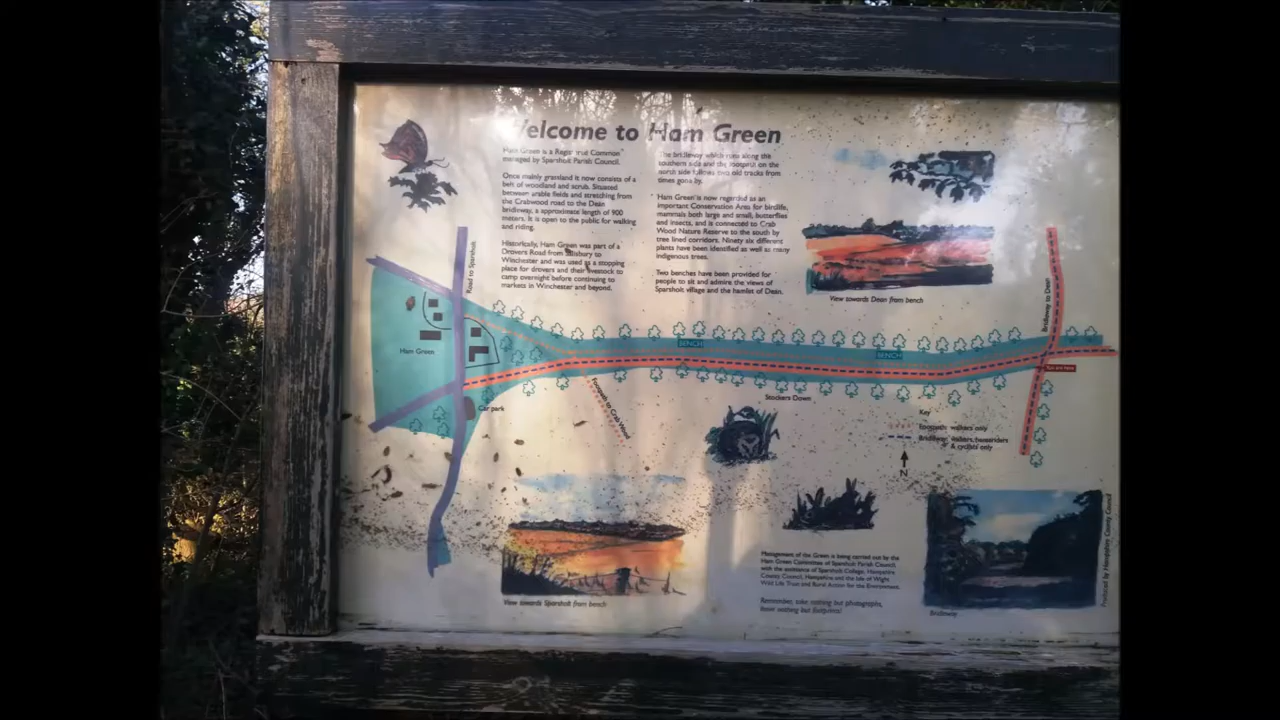 Welcome to Ham Green
Ham Green is a Registered Common
managed by Sparsholt Parish Council.
Once mainly grassland it now consists of a
belt of woodland and scrub. Situated
between arable fields and stretching from
the Crabwood road to the Dean
bridleway, a approximate length of 900
meters. It is open to the public for walking
and riding.
Historically, Ham Green was part of a
Drovers Road from Salisbury to
Winchester and was used as a stopping
place for drovers and their livestock to
camp overnight before continuing to
markets in Winchester and beyond.
The bridleway which runs along the
southern side and the footpath on the
north side follows two old tracks from
times gone by.
Ham Green is now regarded as an
important Conservation Area for birdlife,
mammals both large and small, butterflies
and insects, and is connected to Crab
Wood Nature Reserve to the south by
tree lined corridors. Ninety six different
plants have been identified as well as many
indigenous trees.
Two benches have been provided for
people to sit and admire the views of
Sparsholt village and the hamlet of Dean.
View towards Dean from bench
Road to Sparsholt
Bridleway to Dean
Ham Green
BENCH
BENCH
You are here
Car park
Footpath to Crab Wood
Stockers Down
Key
Footpath: walkers only
Bridleway: walkers, horseriders
& cyclists only
N
View towards Sparsholt from bench
Management of the Green is being carried out by the
Ham Green Committee of Sparsholt Parish Council,
with the assistance of Sparsholt College, Hampshire
County Council, Hampshire and the Isle of Wight
Wild Life Trust and Rural Action for the Environment.
Remember, take nothing but photographs,
leave nothing but footprints!
Bridleway
Produced by Hampshire County Council